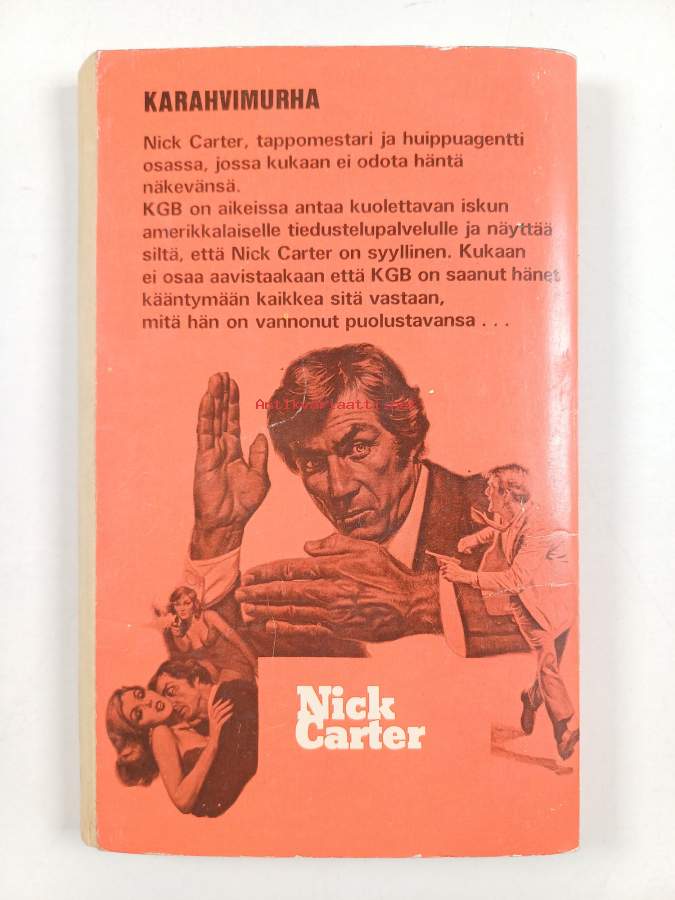 KARAHVIMURHA
Nick Carter, tappomestari ja huippuagentti
osassa, jossa kukaan ei odota häntä
näkevänsä.
KGB on aikeissa antaa kuolettavan iskun
amerikkalaiselle tiedustelupalvelulle ja näyttää
siltä, että Nick Carter on syyllinen. Kukaan
ei osaa aavistaakaan että KGB on saanut hänet
kääntymään kaikkea sitä vastaan,
mitä hän on vannonut puolustavansa . . .
Antikvariaatti.net
Nick
Carter